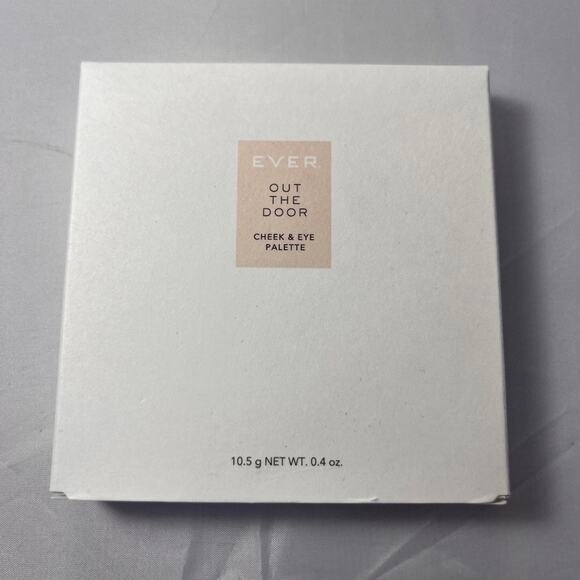 EVER.
OUT
THE
DOOR
CHEEK & EYE
PALETTE
10.5 g NET WT. 0.4 oz.